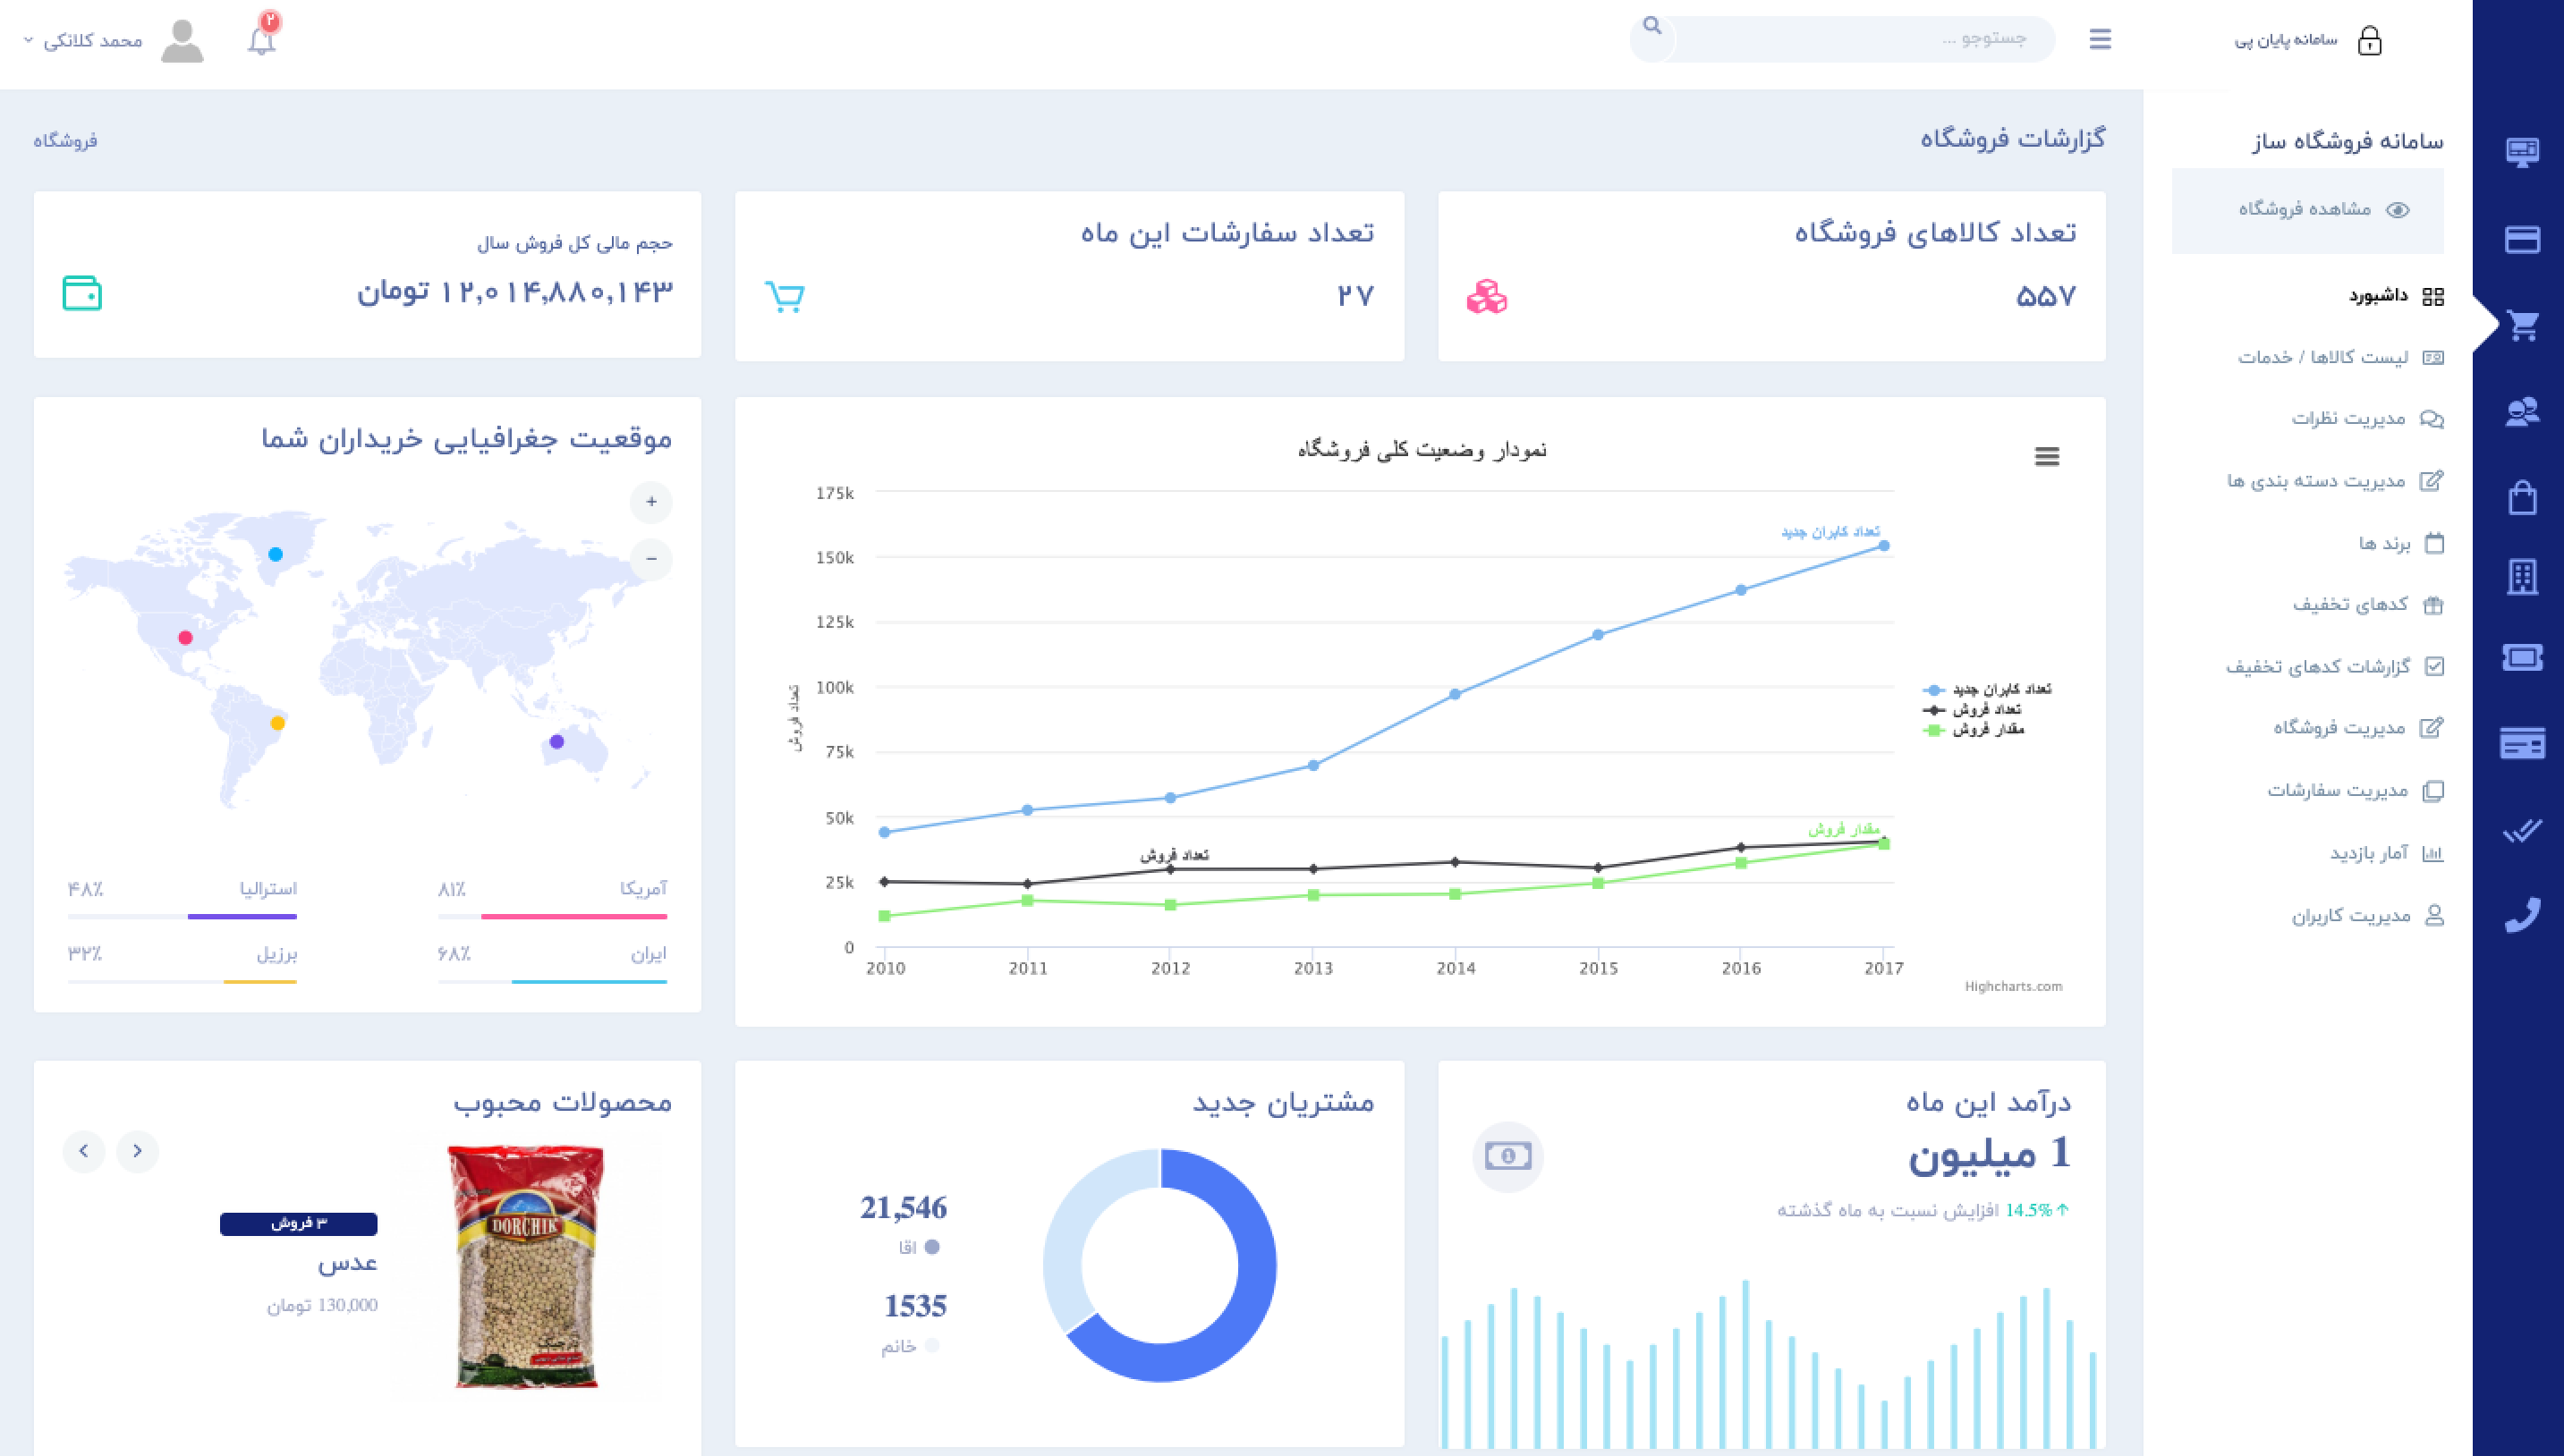 سامانه پایان پی
جستوجو ...
۲
محمد کلانکی
سامانه فروشگاه ساز
مشاهده فروشگاه
داشبورد
لیست کالاها / خدمات
مدیریت نظرات
مدیریت دسته بندی ها
برند ها
کدهای تخفیف
گزارشات کدهای تخفیف
مدیریت فروشگاه
مدیریت سفارشات
آمار بازدید
مدیریت کاربران
گزارشات فروشگاه
فروشگاه
تعداد کالاهای فروشگاه
۵۵۷
تعداد سفارشات این ماه
۲۷
حجم مالی کل فروش سال
۱۲,۰۱۴,۸۸۰,۱۴۳ تومان
نمودار وضعیت کلی فروشگاه
175k
150k
125k
100k
75k
50k
25k
0
تعداد فروش
تعداد کابران جدید
تعداد فروش
مقدار فروش
2010 2011 2012 2013 2014 2015 2016 2017
تعداد کابران جدید
تعداد فروش
مقدار فروش
Highcharts.com
موقعیت جغرافیایی خریداران شما
+
−
آمریکا ۸۱٪
استرالیا ۴۸٪
ایران ۶۸٪
برزیل ۳۲٪
درآمد این ماه
1 میلیون
14.5% افزایش نسبت به ماه گذشته
مشتریان جدید
21,546
اقا
1535
خانم
محصولات محبوب
DORCHIK
۳ فروش
عدس
130,000 تومان